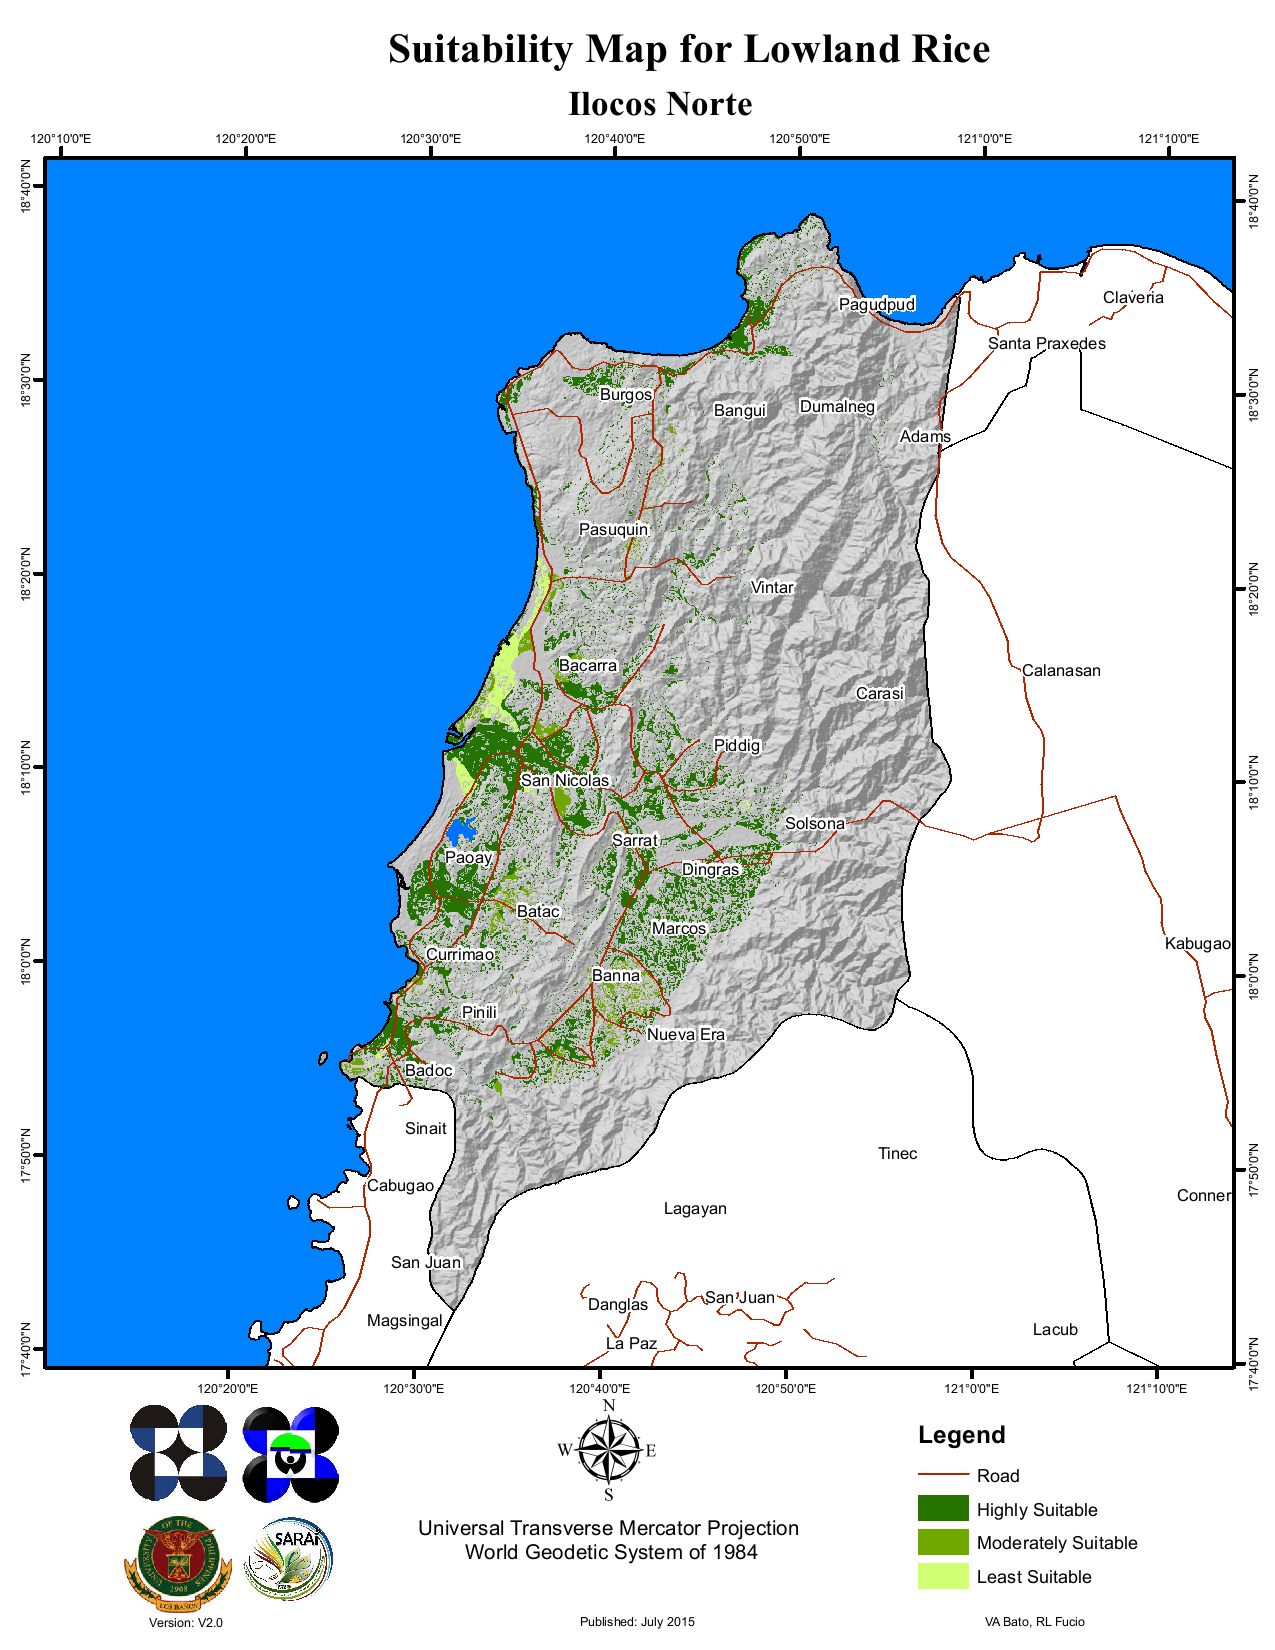 Suitability Map for Lowland Rice
Ilocos Norte
120°10'0"E 120°20'0"E 120°30'0"E 120°40'0"E 120°50'0"E 121°0'0"E 121°10'0"E
18°40'0"N 18°40'0"N
Pagudpud
Claveria
Santa Praxedes
18°30'0"N 18°30'0"N
Burgos
Bangui
Dumalneg
Adams
Pasuquin
18°20'0"N 18°20'0"N
Vintar
Bacarra
Calanasan
Carasi
Piddig
18°10'0"N 18°10'0"N
San Nicolas
Solsona
Sarrat
Paoay
Dingras
Batac
Marcos
Kabugao
Currimao
18°0'0"N 18°0'0"N
Banna
Pinili
Nueva Era
Badoc
Sinait
17°50'0"N 17°50'0"N
Tinec
Cabugao
Conner
Lagayan
San Juan
Danglas
San Juan
Magsingal
Lacub
La Paz
17°40'0"N 17°40'0"N
120°20'0"E 120°30'0"E 120°40'0"E 120°50'0"E 121°0'0"E 121°10'0"E
N
W E
S
Legend
Road
Highly Suitable
Moderately Suitable
Least Suitable
Universal Transverse Mercator Projection
World Geodetic System of 1984
UNIVERSITY OF THE PHILIPPINES
1908
LOS BAÑOS
SARAI
Version: V2.0
Published: July 2015
VA Bato, RL Fucio